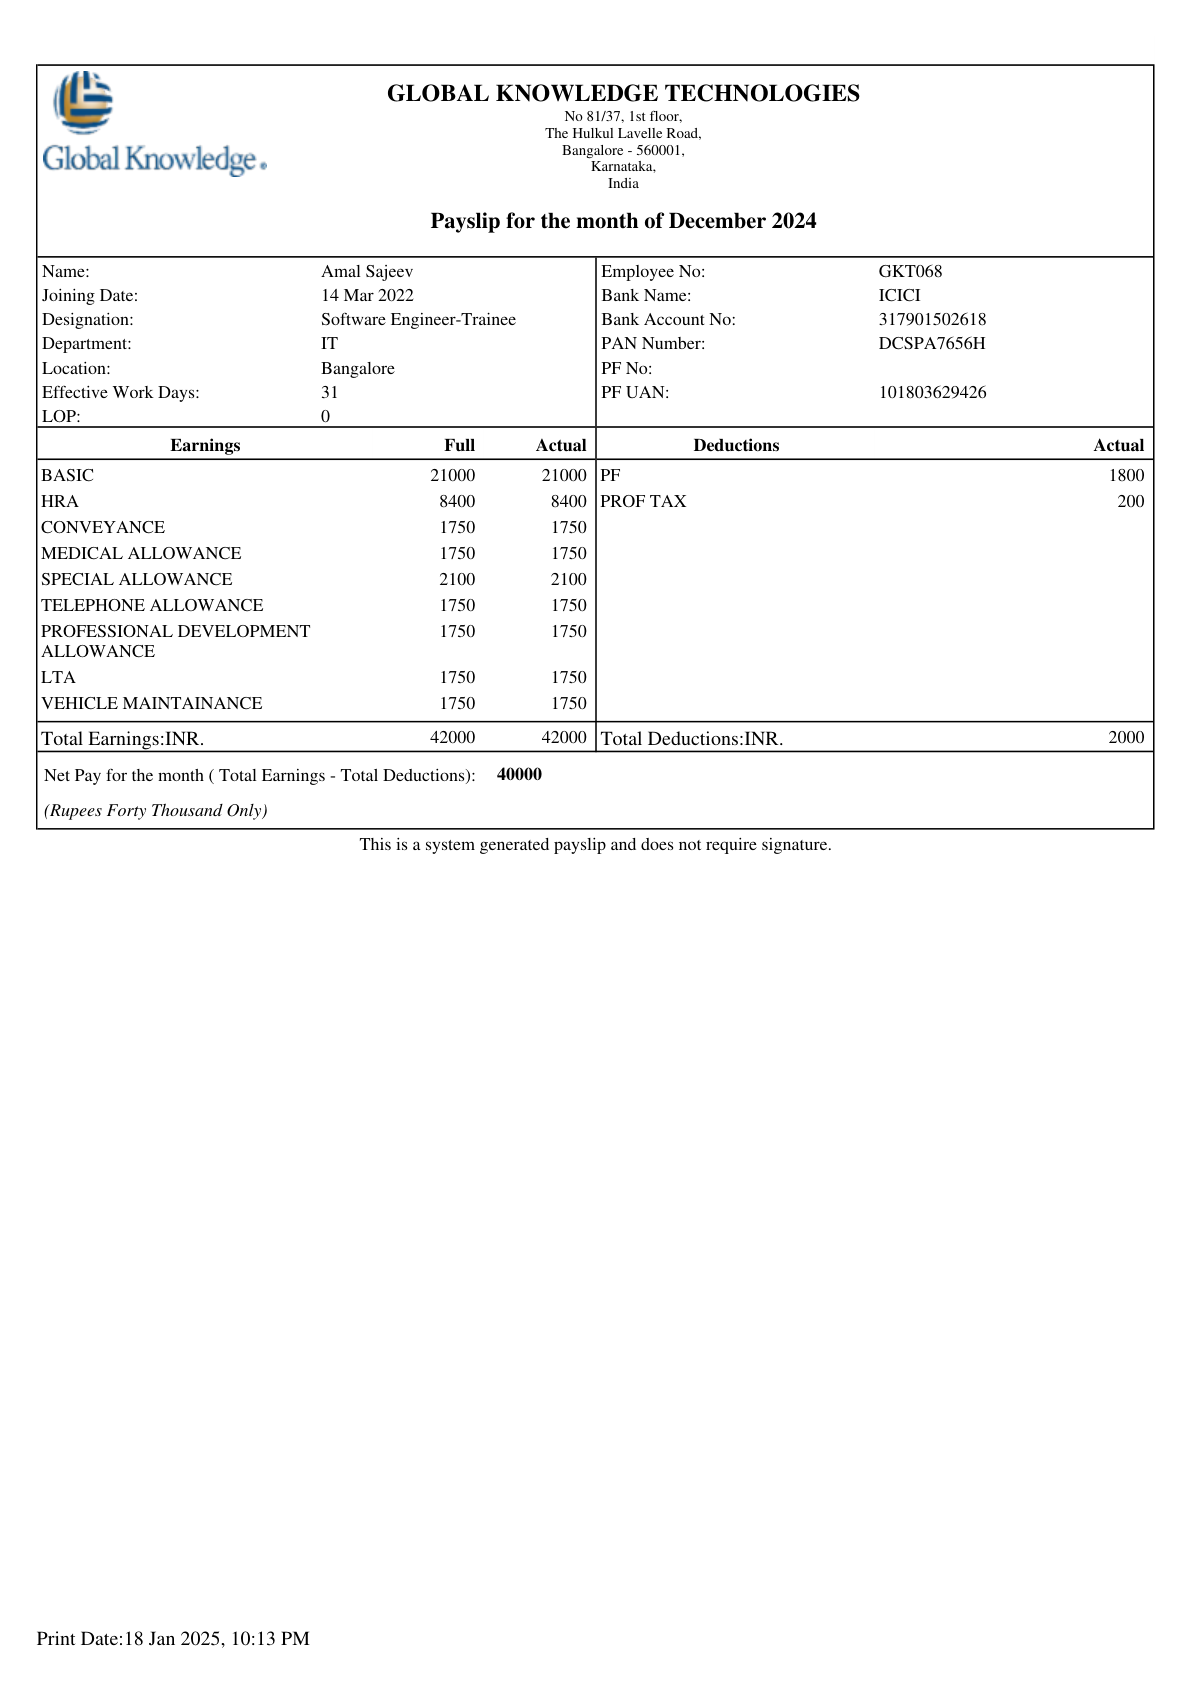 Global Knowledge®
GLOBAL KNOWLEDGE TECHNOLOGIES
No 81/37, 1st floor,
The Hulkul Lavelle Road,
Bangalore - 560001,
Karnataka,
India
Payslip for the month of December 2024
Name: Amal Sajeev Employee No: GKT068
Joining Date: 14 Mar 2022 Bank Name: ICICI
Designation: Software Engineer-Trainee Bank Account No: 317901502618
Department: IT PAN Number: DCSPA7656H
Location: Bangalore PF No:
Effective Work Days: 31 PF UAN: 101803629426
LOP: 0
Earnings Full Actual Deductions Actual
BASIC 21000 21000 PF 1800
HRA 8400 8400 PROF TAX 200
CONVEYANCE 1750 1750
MEDICAL ALLOWANCE 1750 1750
SPECIAL ALLOWANCE 2100 2100
TELEPHONE ALLOWANCE 1750 1750
PROFESSIONAL DEVELOPMENT 1750 1750
ALLOWANCE
LTA 1750 1750
VEHICLE MAINTAINANCE 1750 1750
Total Earnings:INR. 42000 42000 Total Deductions:INR. 2000
Net Pay for the month ( Total Earnings - Total Deductions): 40000
(Rupees Forty Thousand Only)
This is a system generated payslip and does not require signature.
Print Date:18 Jan 2025, 10:13 PM